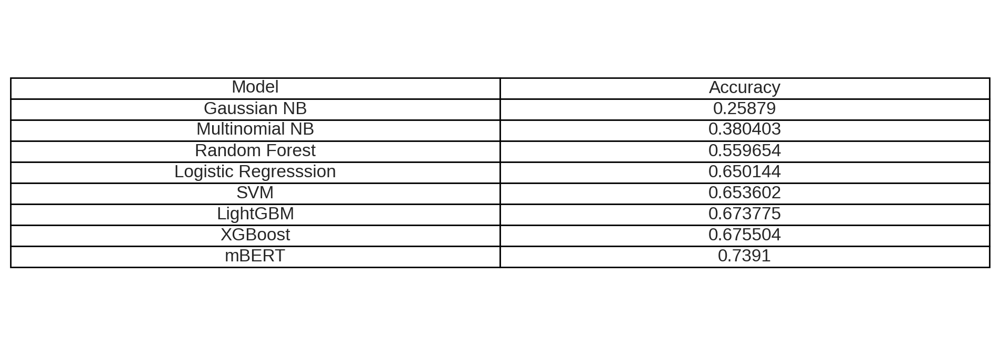 Model Accuracy
Gaussian NB 0.25879
Multinomial NB 0.380403
Random Forest 0.559654
Logistic Regresssion 0.650144
SVM 0.653602
LightGBM 0.673775
XGBoost 0.675504
mBERT 0.7391